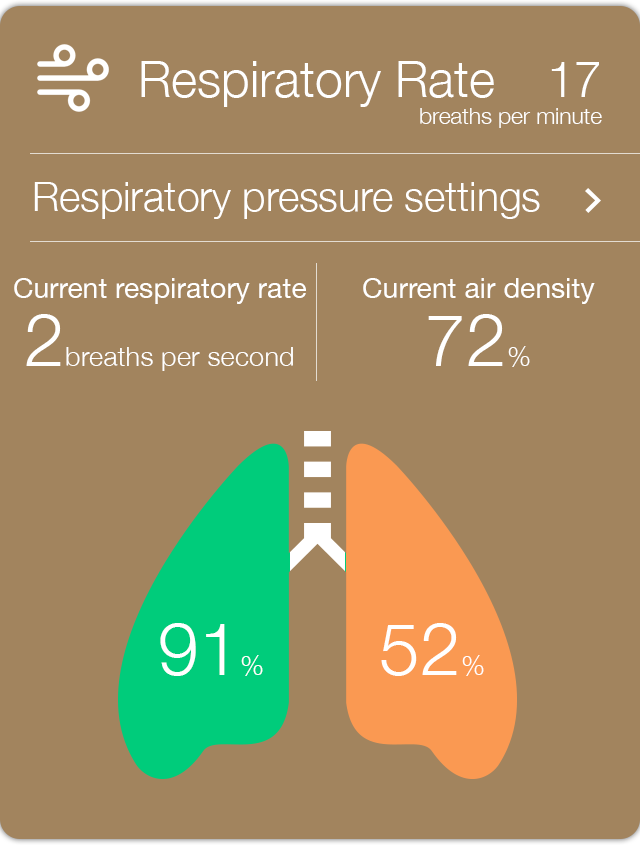 Respiratory Rate 17
breaths per minute
Respiratory pressure settings
Current respiratory rate
2 breaths per second
Current air density
72 %
91 %
52 %